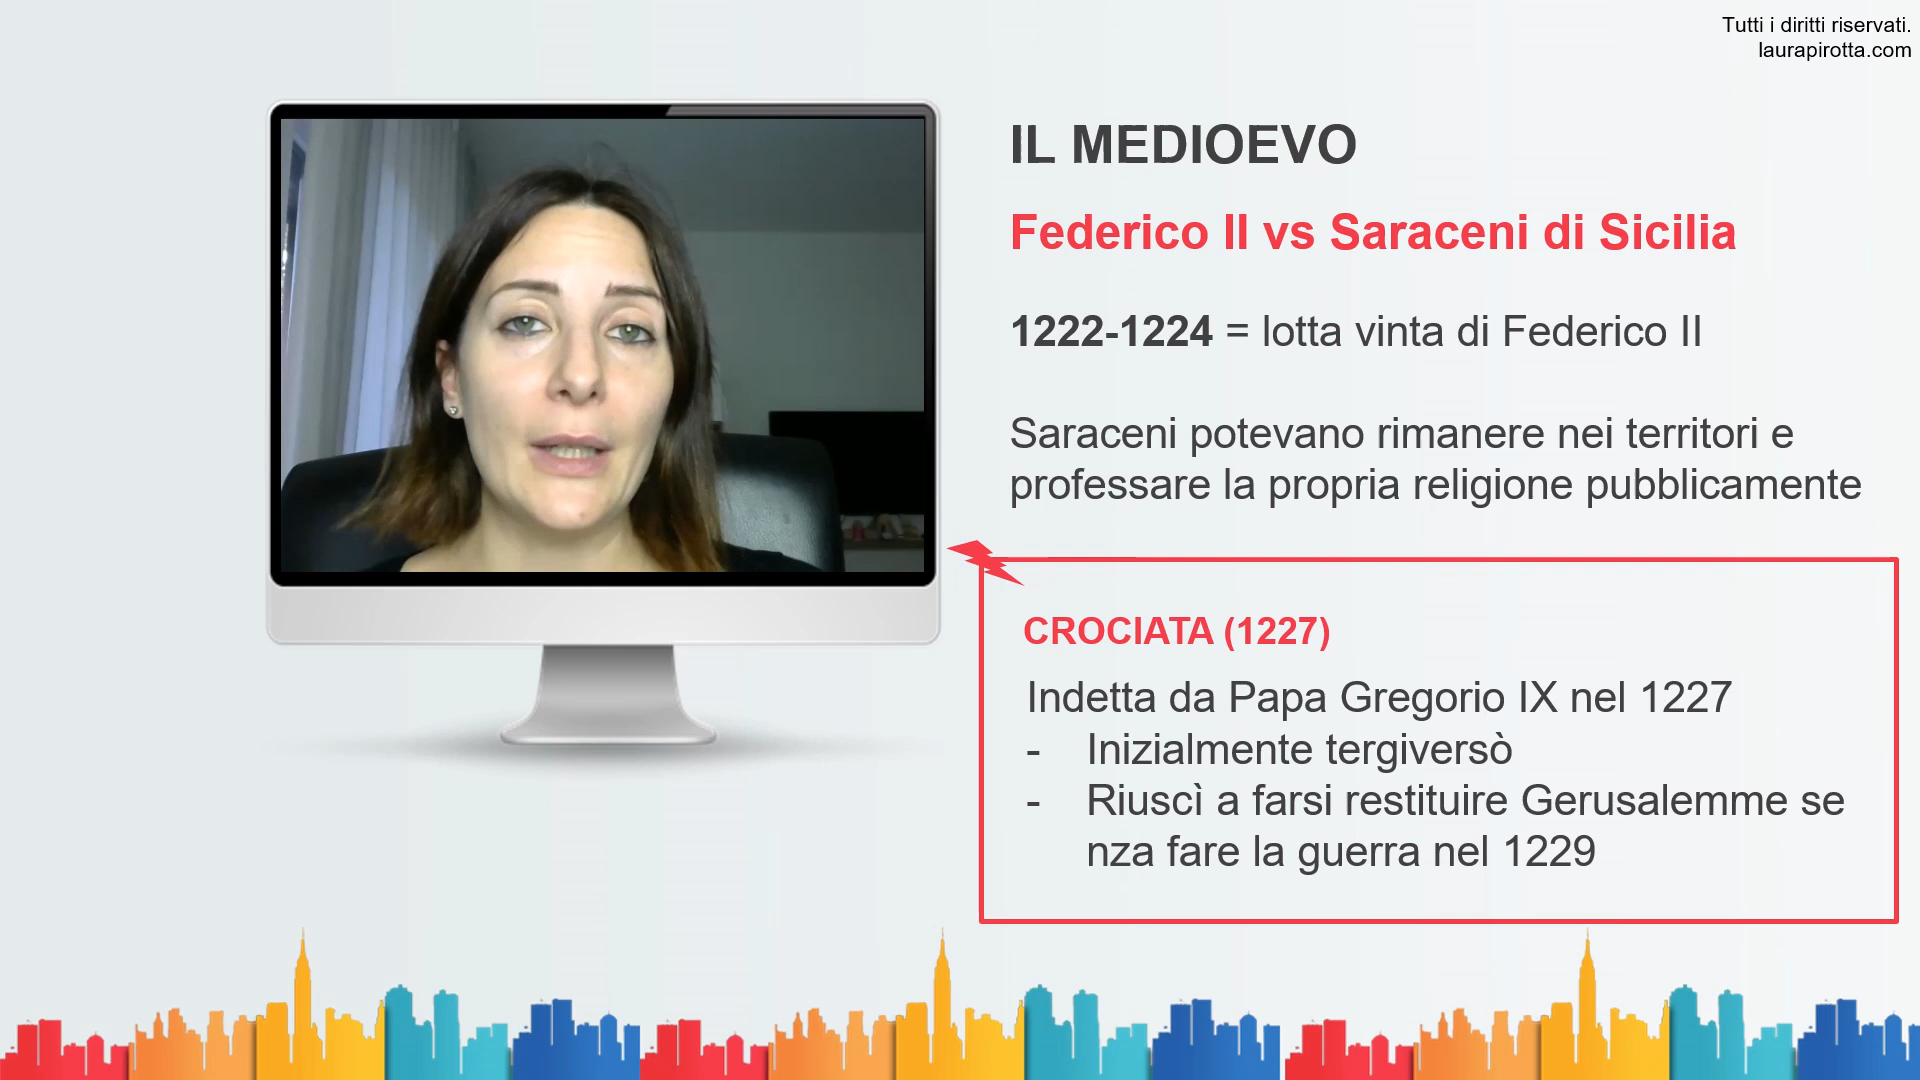 Tutti i diritti riservati.
laurapirotta.com
IL MEDIOEVO
Federico II vs Saraceni di Sicilia
1222-1224 = lotta vinta di Federico II
Saraceni potevano rimanere nei territori e
professare la propria religione pubblicamente
CROCIATA (1227)
Indetta da Papa Gregorio IX nel 1227
- Inizialmente tergiversò
- Riuscì a farsi restituire Gerusalemme se
nza fare la guerra nel 1229